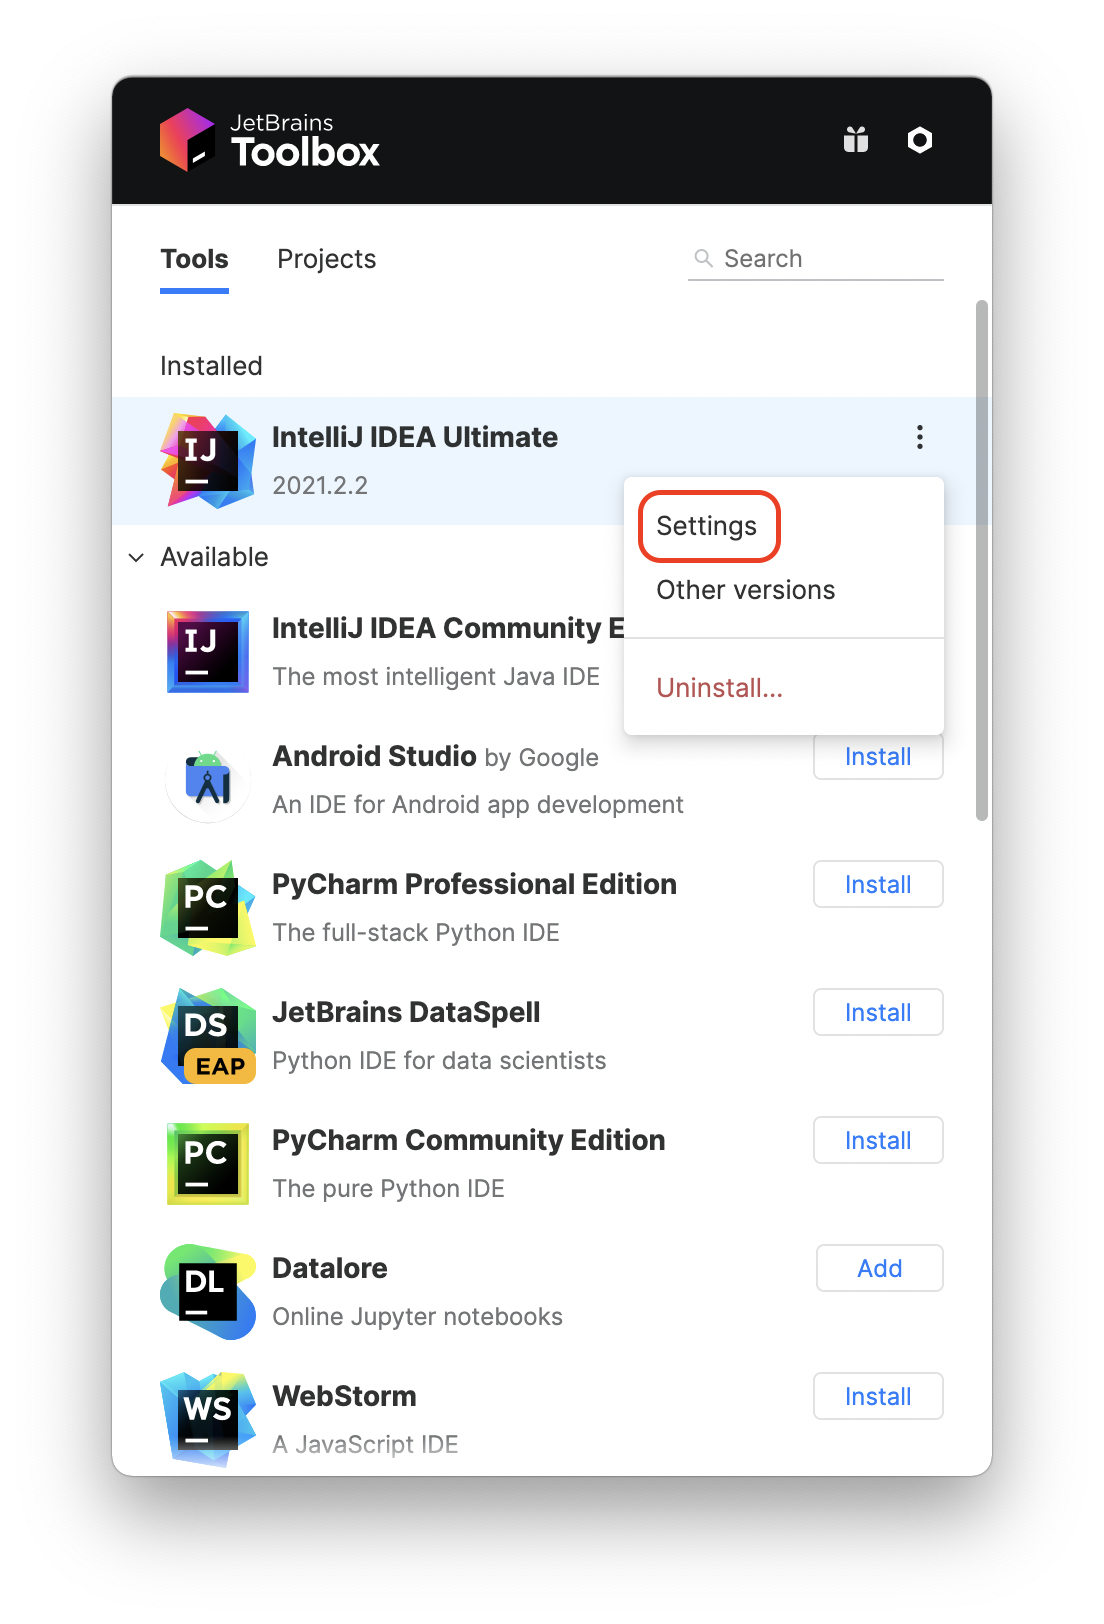 JetBrains
Toolbox
Tools
Projects
Search
Installed
IJ
IntelliJ IDEA Ultimate
2021.2.2
Settings
Other versions
Uninstall...
Available
IJ
IntelliJ IDEA Community E
The most intelligent Java IDE
Android Studio by Google
Install
An IDE for Android app development
PC
PyCharm Professional Edition
Install
The full-stack Python IDE
DS
EAP
JetBrains DataSpell
Install
Python IDE for data scientists
PC
PyCharm Community Edition
Install
The pure Python IDE
DL
Datalore
Add
Online Jupyter notebooks
WS
WebStorm
Install
A JavaScript IDE